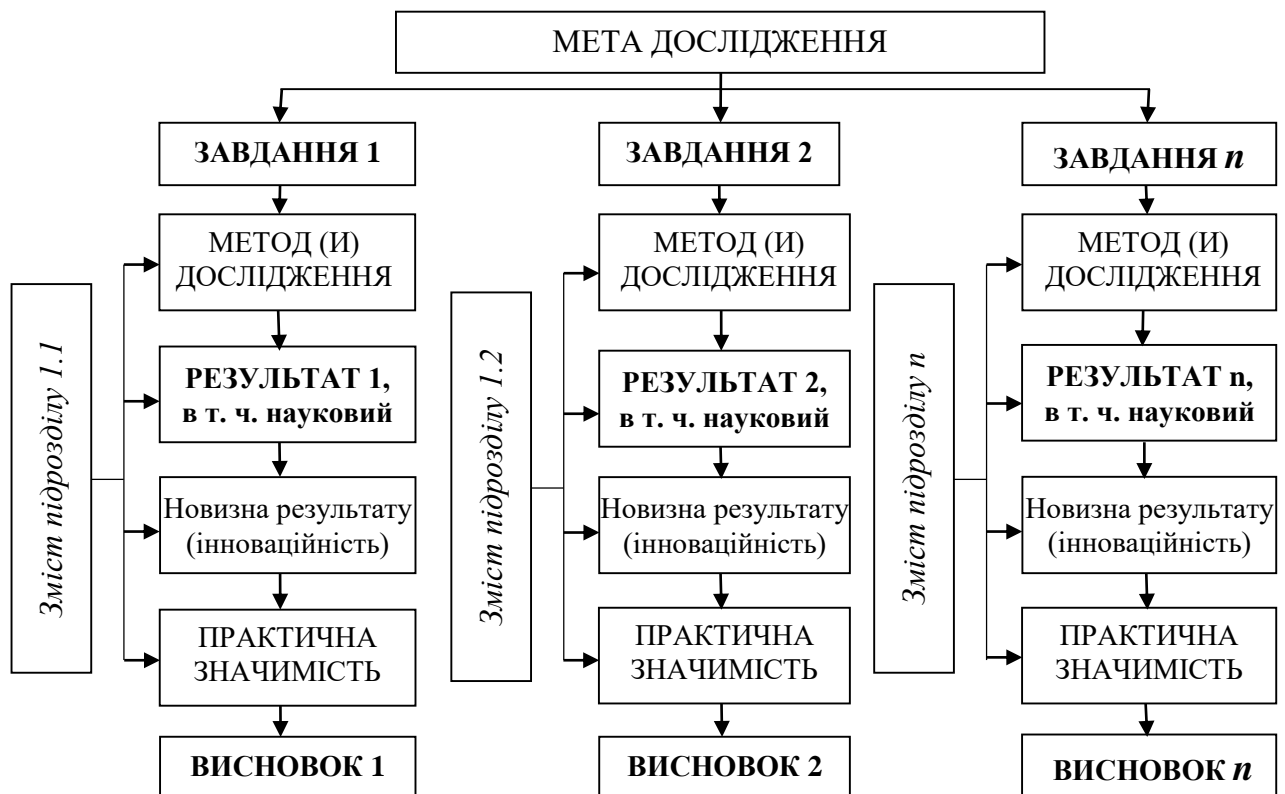 МЕТА ДОСЛІДЖЕННЯ
ЗАВДАННЯ 1
ЗАВДАННЯ 2
ЗАВДАННЯ n
МЕТОД (И)
ДОСЛІДЖЕННЯ
МЕТОД (И)
ДОСЛІДЖЕННЯ
МЕТОД (И)
ДОСЛІДЖЕННЯ
Зміст підрозділу 1.1
Зміст підрозділу 1.2
Зміст підрозділу n
РЕЗУЛЬТАТ 1,
в т. ч. науковий
РЕЗУЛЬТАТ 2,
в т. ч. науковий
РЕЗУЛЬТАТ n,
в т. ч. науковий
Новизна результату
(інноваційність)
Новизна результату
(інноваційність)
Новизна результату
(інноваційність)
ПРАКТИЧНА
ЗНАЧИМІСТЬ
ПРАКТИЧНА
ЗНАЧИМІСТЬ
ПРАКТИЧНА
ЗНАЧИМІСТЬ
ВИСНОВОК 1
ВИСНОВОК 2
ВИСНОВОК n